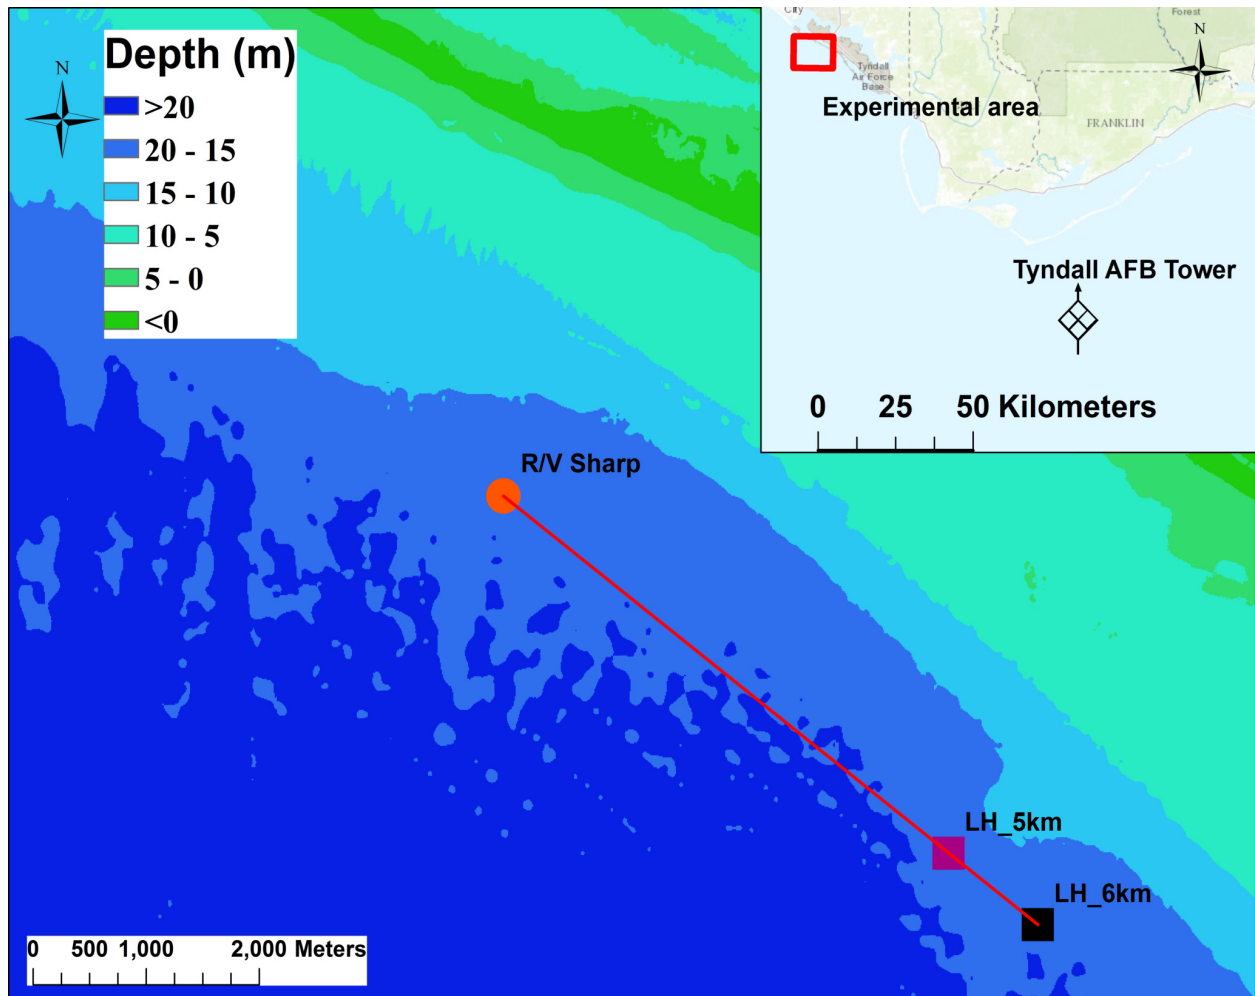 Depth (m)
N
>20
20 - 15
15 - 10
10 - 5
5 - 0
<0
City
Forest
N
Tyndall
Air Force
Base
Experimental area
FRANKLIN
Tyndall AFB Tower
0 25 50 Kilometers
R/V Sharp
LH_5km
LH_6km
0 500 1,000 2,000 Meters